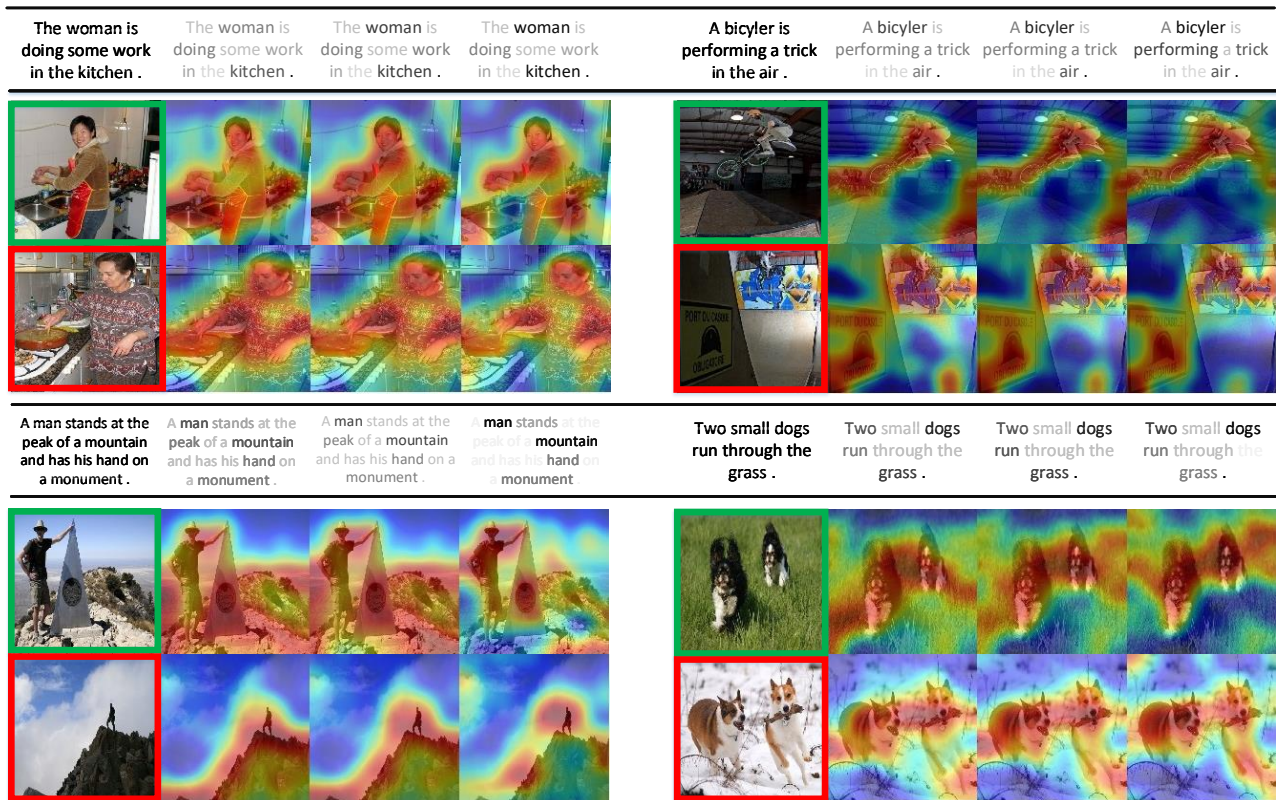 The woman is
doing some work
in the kitchen .
The woman is
doing some work
in the kitchen .
The woman is
doing some work
in the kitchen .
The woman is
doing some work
in the kitchen .
A bicyler is
performing a trick
in the air .
A bicyler is
performing a trick
in the air .
A bicyler is
performing a trick
in the air .
A bicyler is
performing a trick
in the air .
PORT DU CASQUE
OBLIGATOIRE
A man stands at the
peak of a mountain
and has his hand on
a monument .
A man stands at the
peak of a mountain
and has his hand on
a monument .
A man stands at the
peak of a mountain
and has his hand on a
monument .
A man stands at the
peak of a mountain
and has his hand on
a monument .
Two small dogs
run through the
grass .
Two small dogs
run through the
grass .
Two small dogs
run through the
grass .
Two small dogs
run through the
grass .